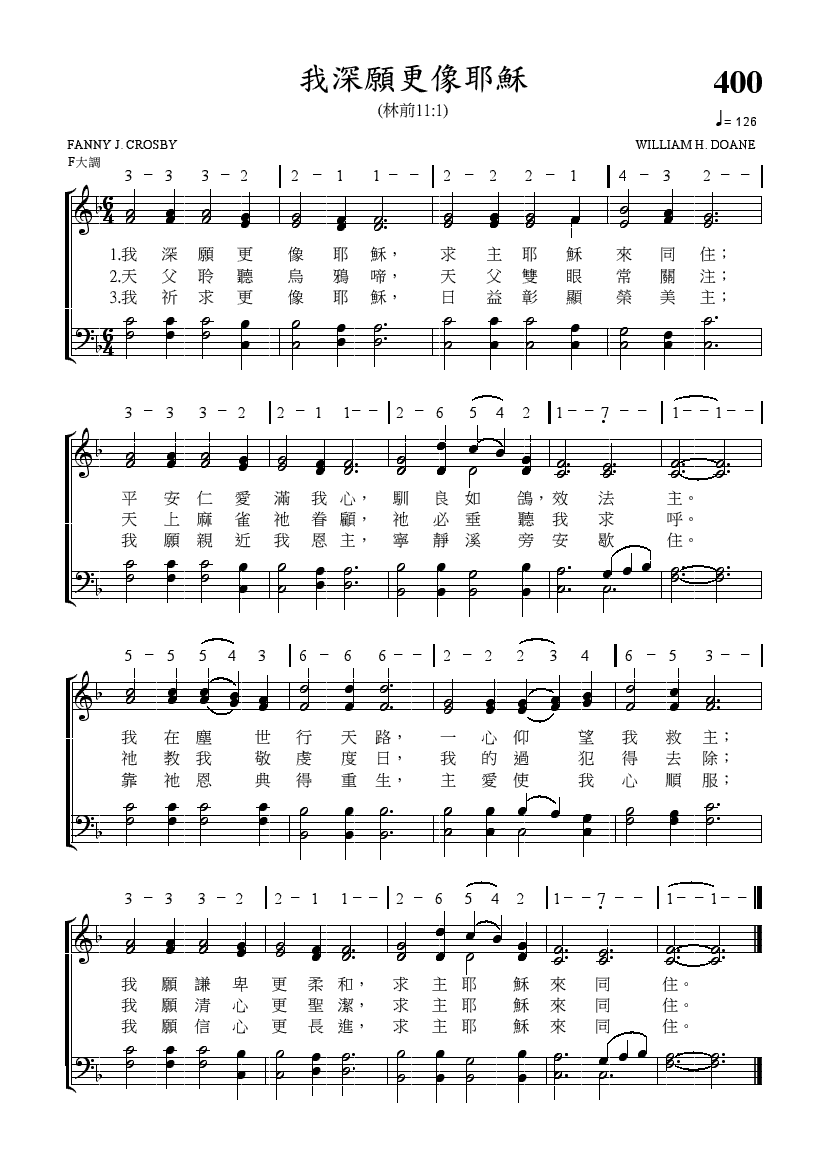 我深願更像耶穌
400
(林前11:1)
♩= 126
FANNY J. CROSBY
WILLIAM H. DOANE
F大調
3 − 3 3 − 2 | 2 − 1 1 − − | 2 − 2 2 − 1 | 4 − 3 2 − − |
6 4
1.我 深 願 更 像 耶 穌， 求 主 耶 穌 來 同 住；
2.天 父 聆 聽 烏 鴉 啼， 天 父 雙 眼 常 關 注；
3.我 祈 求 更 像 耶 穌， 日 益 彰 顯 榮 美 主；
6 4
3 − 3 3 − 2 | 2 − 1 1 − − | 2 − 6 5 4 2 | 1 − − 7̣ − − | 1 − − 1 − − |
平 安 仁 愛 滿 我 心， 馴 良 如 鴿，效 法 主。
天 上 麻 雀 祂 眷 顧， 祂 必 垂 聽 我 求 呼。
我 願 親 近 我 恩 主， 寧 靜 溪 旁 安 歇 住。
5 − 5 5 4 3 | 6 − 6 6 − − | 2 − 2 2 3 4 | 6 − 5 3 − − |
我 在 塵 世 行 天 路， 一 心 仰 望 我 救 主；
祂 教 我 敬 虔 度 日， 我 的 過 犯 得 去 除；
靠 祂 恩 典 得 重 生， 主 愛 使 我 心 順 服；
3 − 3 3 − 2 | 2 − 1 1 − − | 2 − 6 5 4 2 | 1 − − 7̣ − − | 1 − − 1 − −
我 願 謙 卑 更 柔 和， 求 主 耶 穌 來 同 住。
我 願 清 心 更 聖 潔， 求 主 耶 穌 來 同 住。
我 願 信 心 更 長 進， 求 主 耶 穌 來 同 住。